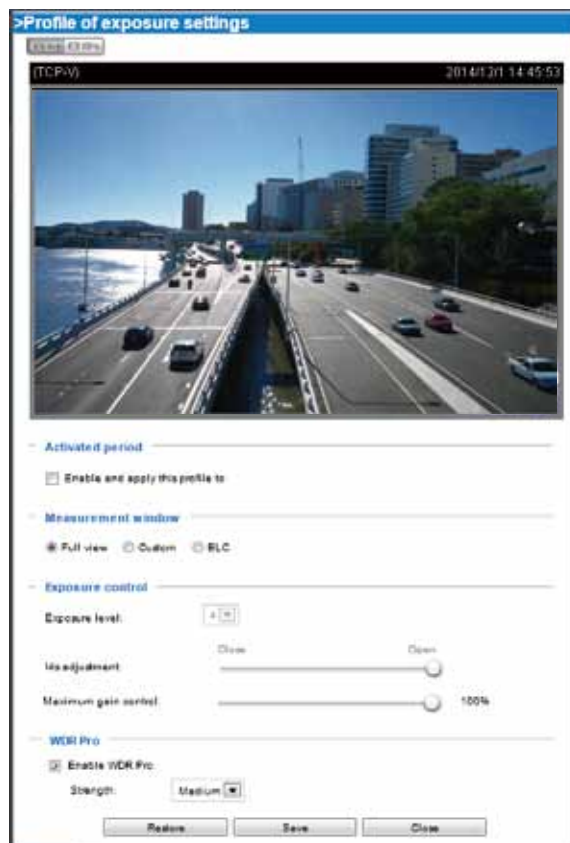 >Profile of exposure settings
(TCP-V) 2014/12/1 14:45:53
Activated period
Enable and apply this profile to
Measurement window
Full view Custom BLC
Exposure control
Exposure level:
Close Open
Iris adjustment:
Maximum gain control: 100%
WDR Pro
Enable WDR Pro
Strength: Medium
Restore Save Close